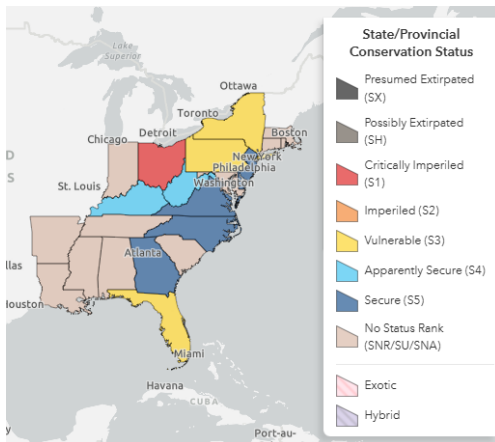 Lake
Superior
Ottawa
Toronto
Boston
Chicago
Detroit
New York
Philadelphia
St. Louis
Washington
Atlanta
llas
Houston
Miami
Havana
CUBA
Port-au-
D
S
y
State/Provincial
Conservation Status
Presumed Extirpated
(SX)
Possibly Extirpated
(SH)
Critically Imperiled
(S1)
Imperiled (S2)
Vulnerable (S3)
Apparently Secure (S4)
Secure (S5)
No Status Rank
(SNR/SU/SNA)
Exotic
Hybrid